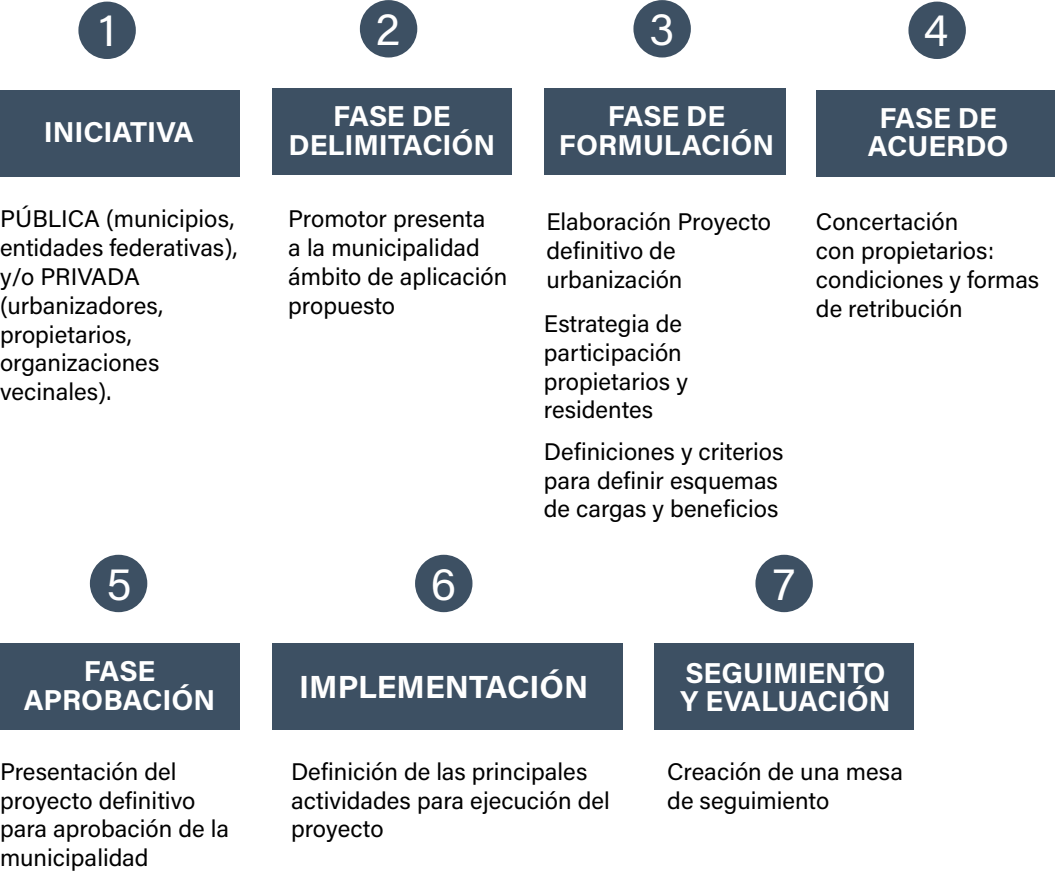 1
INICIATIVA
PÚBLICA (municipios,
entidades federativas),
y/o PRIVADA
(urbanizadores,
propietarios,
organizaciones
vecinales).
2
FASE DE
DELIMITACIÓN
Promotor presenta
a la municipalidad
ámbito de aplicación
propuesto
3
FASE DE
FORMULACIÓN
Elaboración Proyecto
definitivo de
urbanización
Estrategia de
participación
propietarios y
residentes
Definiciones y criterios
para definir esquemas
de cargas y beneficios
4
FASE DE
ACUERDO
Concertación
con propietarios:
condiciones y formas
de retribución
5
FASE
APROBACIÓN
Presentación del
proyecto definitivo
para aprobación de la
municipalidad
6
IMPLEMENTACIÓN
Definición de las principales
actividades para ejecución del
proyecto
7
SEGUIMIENTO
Y EVALUACIÓN
Creación de una mesa
de seguimiento